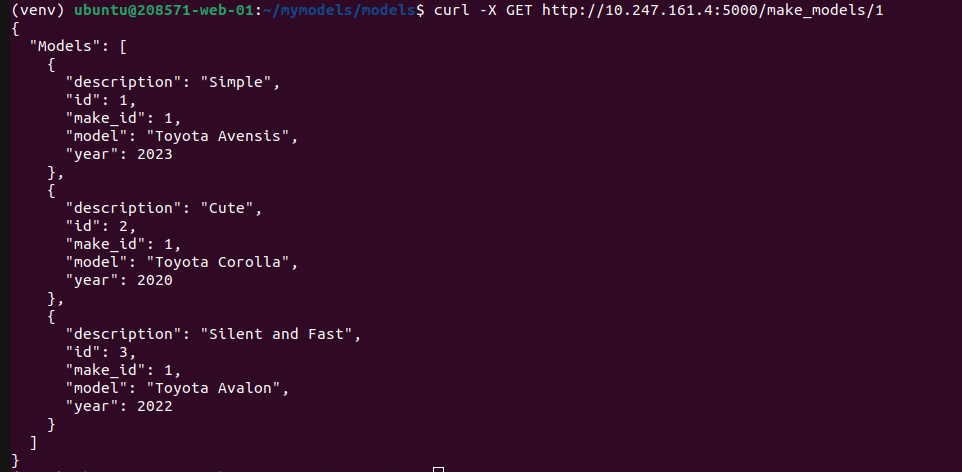 (venv) ubuntu@208571-web-01:~/mymodels/models$ curl -X GET http://10.247.161.4:5000/make_models/1
{
  "Models": [
    {
      "description": "Simple",
      "id": 1,
      "make_id": 1,
      "model": "Toyota Avensis",
      "year": 2023
    },
    {
      "description": "Cute",
      "id": 2,
      "make_id": 1,
      "model": "Toyota Corolla",
      "year": 2020
    },
    {
      "description": "Silent and Fast",
      "id": 3,
      "make_id": 1,
      "model": "Toyota Avalon",
      "year": 2022
    }
  ]
}